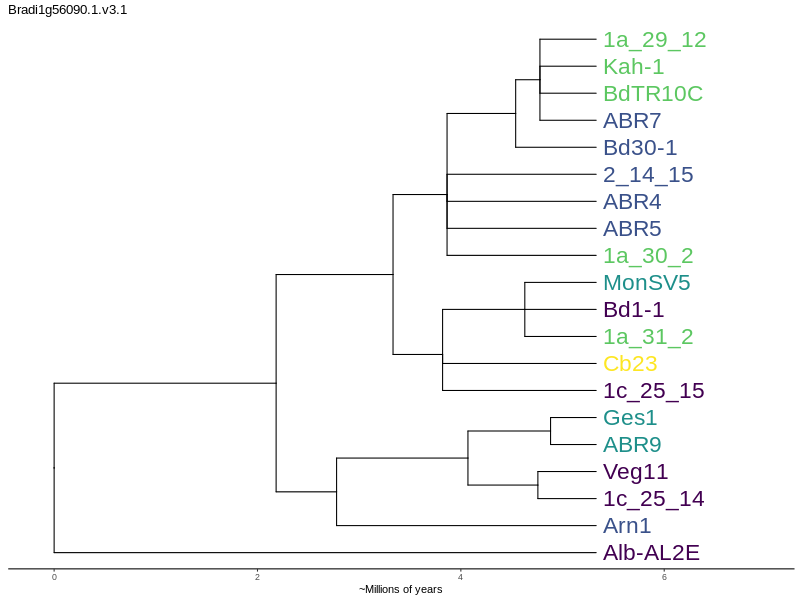 Bradi1g56090.1.v3.1
1a_29_12
Kah-1
BdTR10C
ABR7
Bd30-1
2_14_15
ABR4
ABR5
1a_30_2
MonSV5
Bd1-1
1a_31_2
Cb23
1c_25_15
Ges1
ABR9
Veg11
1c_25_14
Arn1
Alb-AL2E
0 2 4 6
~Millions of years